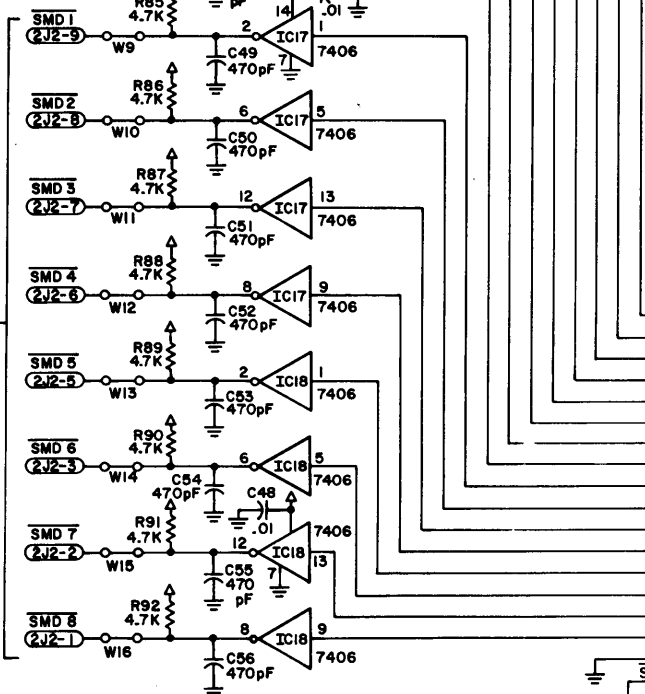 R85
4.7K
pF
14
.01
SMD 1
2J2-9
W9
C49
470pF
2
IC17
1
7
7406
R86
4.7K
SMD 2
2J2-8
W10
C50
470pF
6
IC17
5
7406
R87
4.7K
SMD 3
2J2-7
W11
C51
470pF
12
IC17
13
7406
R88
4.7K
SMD 4
2J2-6
W12
C52
470pF
8
IC17
9
7406
R89
4.7K
SMD 5
2J2-5
W13
C53
470pF
2
IC18
1
7406
R90
4.7K
SMD 6
2J2-3
W14
C54
470pF
6
IC18
5
7406
C48
.01
R91
4.7K
SMD 7
2J2-2
W15
C55
470
pF
12
IC18
13
7
7406
R92
4.7K
SMD 8
2J2-1
W16
C56
470pF
8
IC18
9
7406